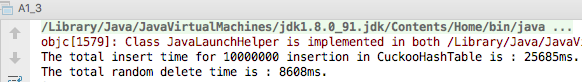 A1_3
/Library/Java/JavaVirtualMachines/jdk1.8.0_91.jdk/Contents/Home/bin/java ...
objc[1579]: Class JavaLaunchHelper is implemented in both /Library/Java/JavaVi
The total insert time for 10000000 insertion in CuckooHashTable is : 25685ms.
The total random delete time is : 8608ms.